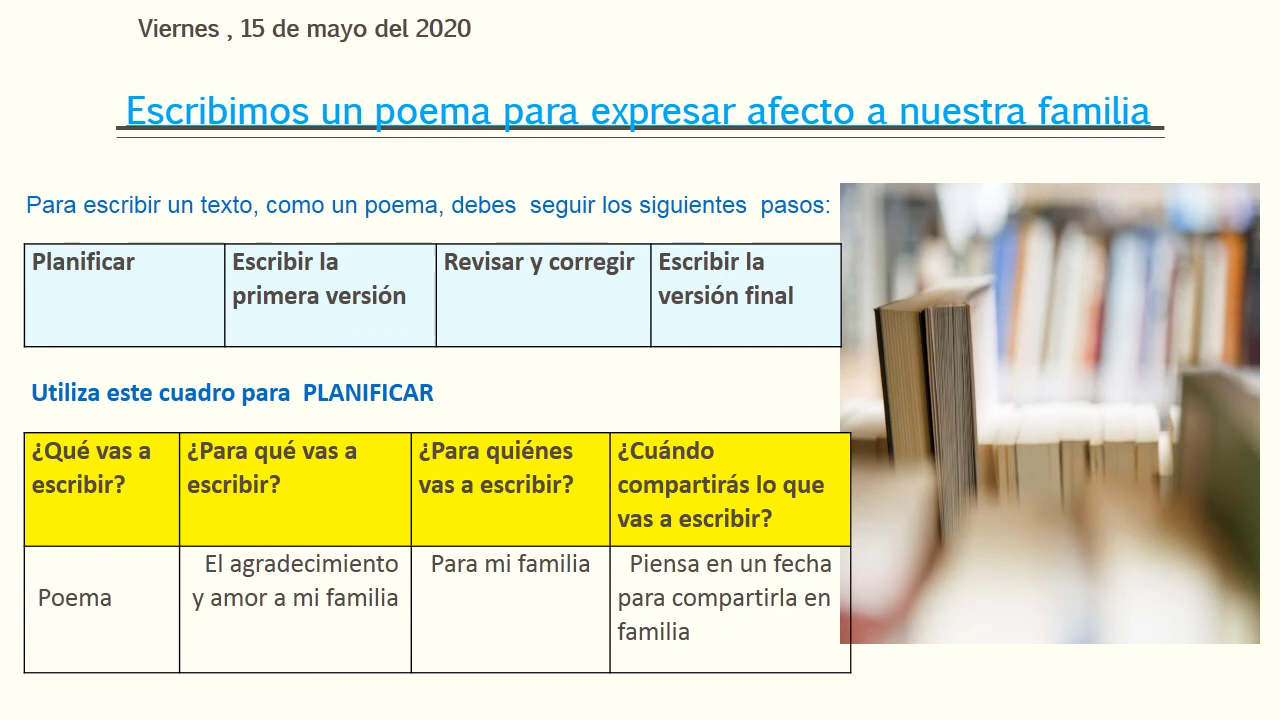 Viernes , 15 de mayo del 2020
Escribimos un poema para expresar afecto a nuestra familia
Para escribir un texto, como un poema, debes  seguir los siguientes  pasos:
Planificar
Escribir la
primera versión
Revisar y corregir
Escribir la
versión final
Utiliza este cuadro para  PLANIFICAR
¿Qué vas a
escribir?
¿Para qué vas a
escribir?
¿Para quiénes
vas a escribir?
¿Cuándo
compartirás lo que
vas a escribir?
Poema
El agradecimiento
y amor a mi familia
Para mi familia
Piensa en un fecha
para compartirla en
familia